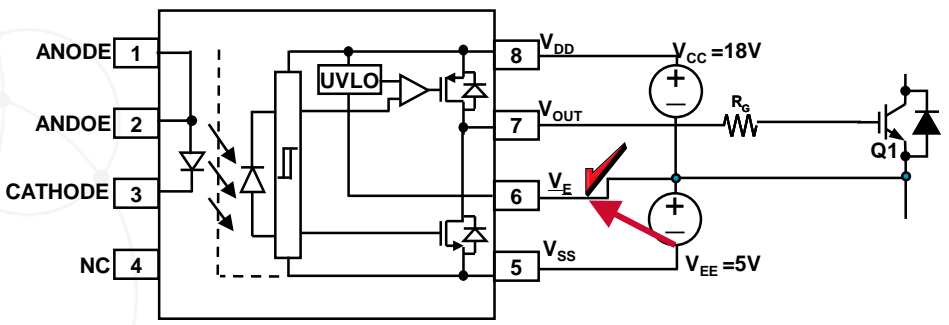 ANODE 1
ANDOE 2
CATHODE 3
NC 4
UVLO
8 VDD
7 VOUT
6 VE
5 VSS
VCC =18V
RG
Q1
+
—
+
—
VEE =5V